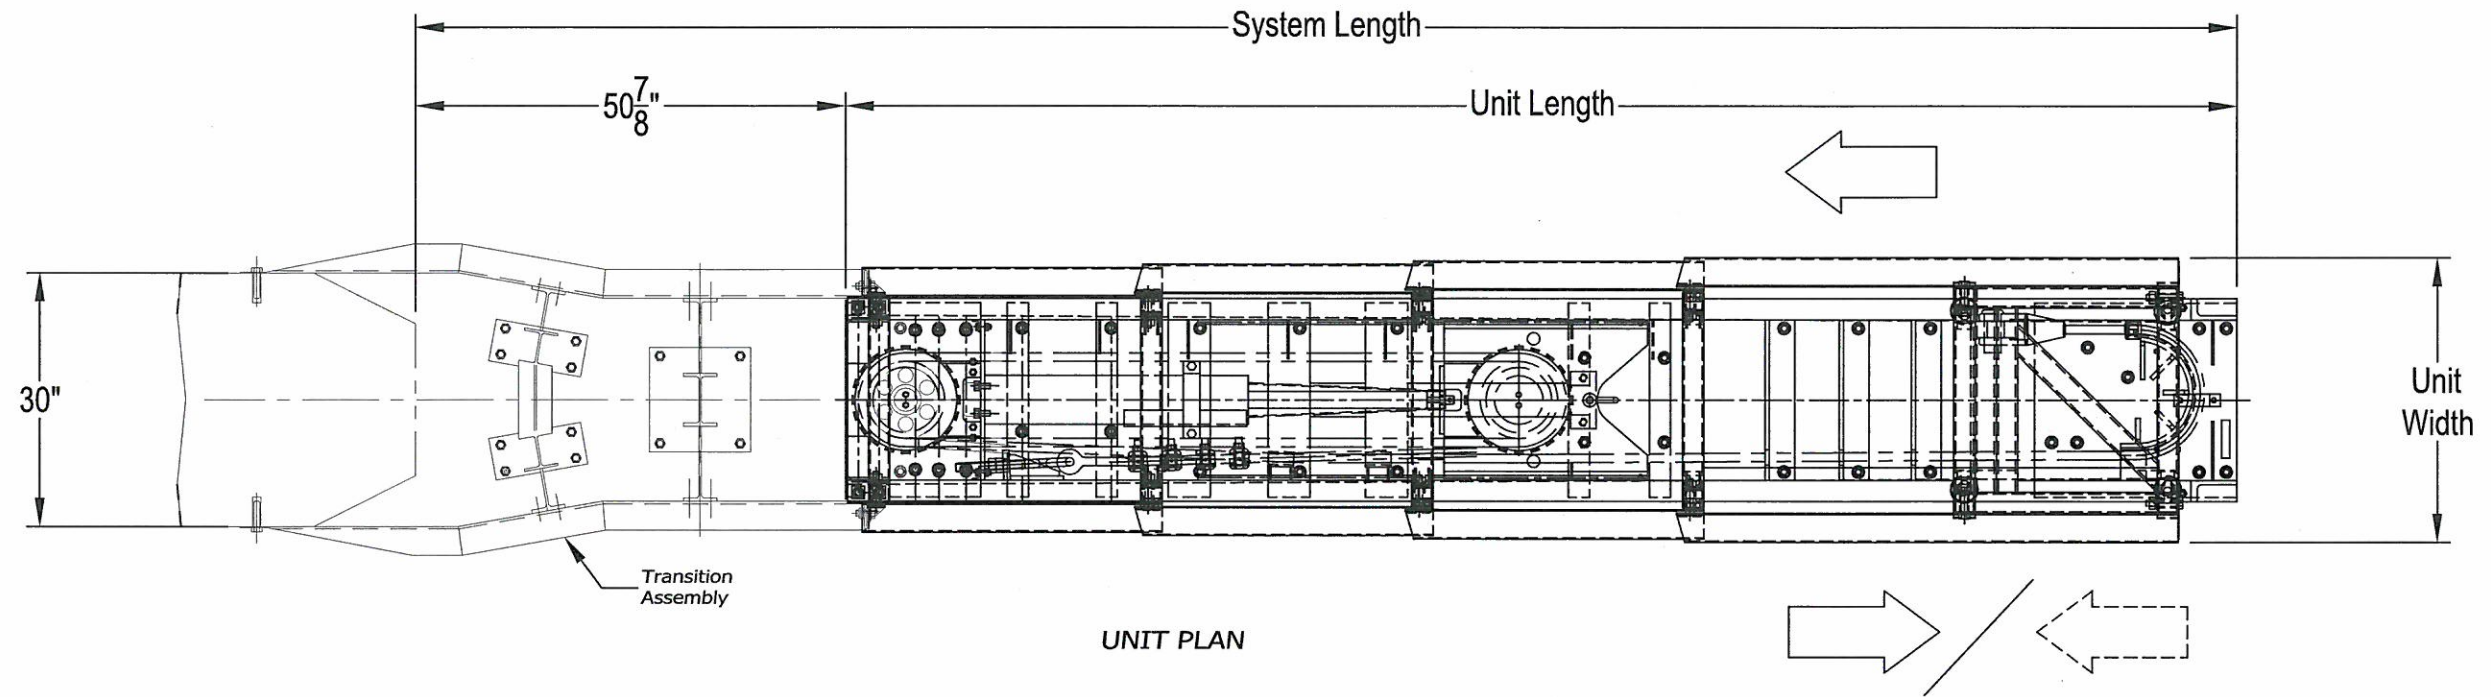 System Length
50 7/8"
Unit Length
30"
Unit
Width
Transition
Assembly
UNIT PLAN